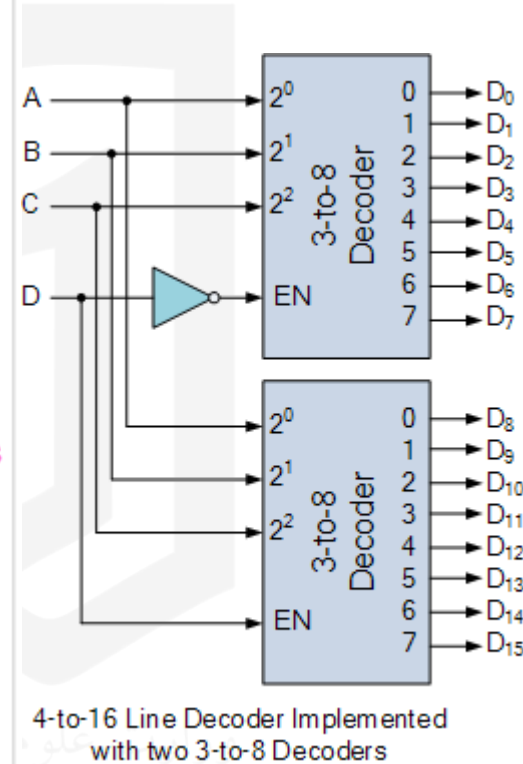 A
B
C
D
2⁰
2¹
2²
EN
3-to-8
Decoder
0
1
2
3
4
5
6
7
D₀
D₁
D₂
D₃
D₄
D₅
D₆
D₇
2⁰
2¹
2²
EN
3-to-8
Decoder
0
1
2
3
4
5
6
7
D₈
D₉
D₁₀
D₁₁
D₁₂
D₁₃
D₁₄
D₁₅
4-to-16 Line Decoder Implemented
with two 3-to-8 Decoders